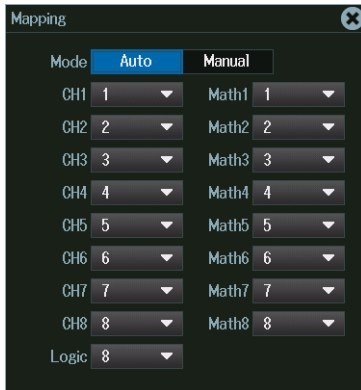 Mapping
Mode Auto Manual
CH1 1 Math1 1
CH2 2 Math2 2
CH3 3 Math3 3
CH4 4 Math4 4
CH5 5 Math5 5
CH6 6 Math6 6
CH7 7 Math7 7
CH8 8 Math8 8
Logic 8